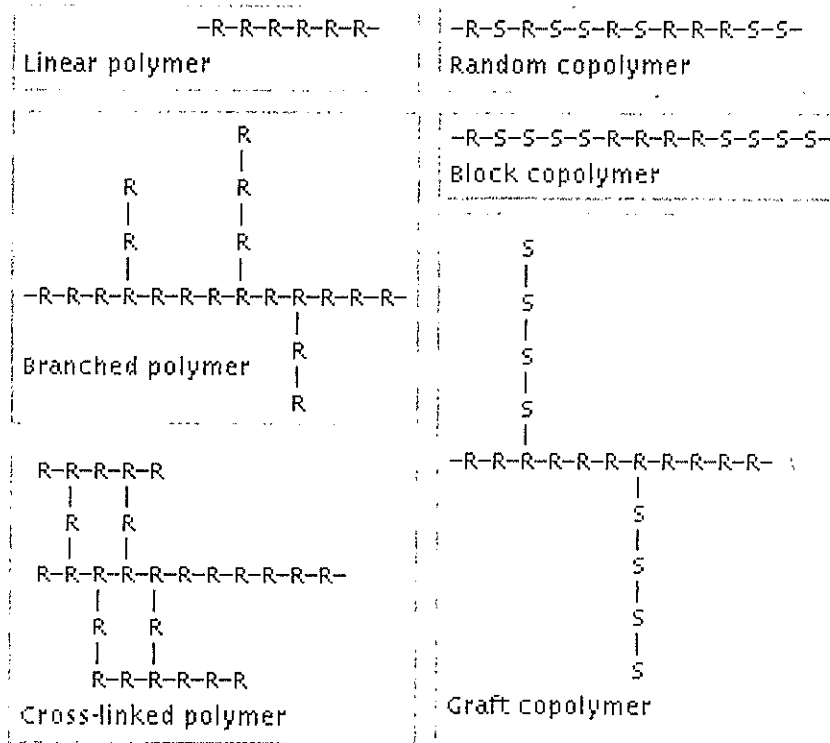 -R-R-R-R-R-R-
Linear polymer
R
R R
R R
-R-R-R-R-R-R-R-R-R-R-R-R-R-
R
Branched polymer
R
R-R-R-R-R
R R
R-R-R-R-R-R-R-R-R-R-R-
R R
R-R-R-R-R-R
Cross-linked polymer
-R-S-R-S-S-R-S-R-R-R-S-S-
Random copolymer
-R-S-S-S-S-R-R-R-R-S-S-S-S-
Block copolymer
S
S
S
S
-R-R-R-R-R-R-R-R-R-R-R-
S
S
S
S
Graft copolymer